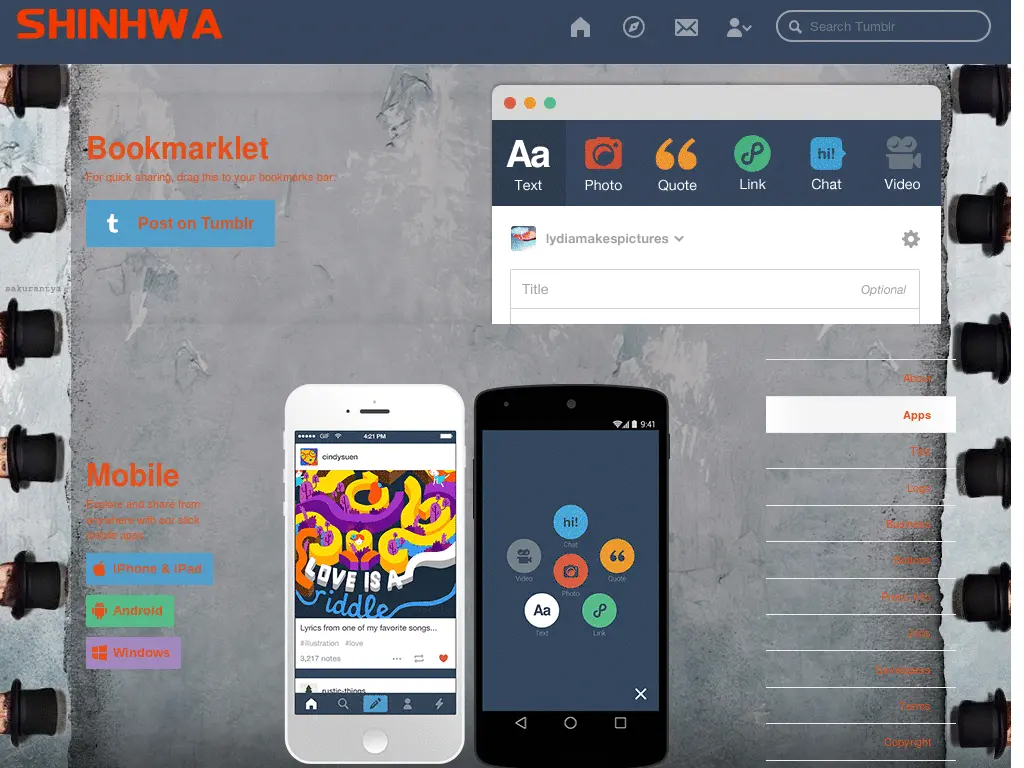 SHINHWA
Search Tumblr
Bookmarklet
For quick sharing, drag this to your bookmarks bar:
t Post on Tumblr
Aa
Text
Photo
Quote
Link
hi!
Chat
Video
lydiamakespictures
Title
Optional
sakurantyz
Mobile
Explore and share from
anywhere with our slick
mobile apps.
iPhone & iPad
Android
Windows
GIF
4:21 PM
cindysuen
LOVE IS A
riddle
Lyrics from one of my favorite songs...
#illustration #love
3,217 notes
rustic-things
9:41
hi!
Chat
Video
Quote
Photo
Aa
Text
Link
About
Apps
Logo
Business
Jobs
Developers
Terms
Copyright